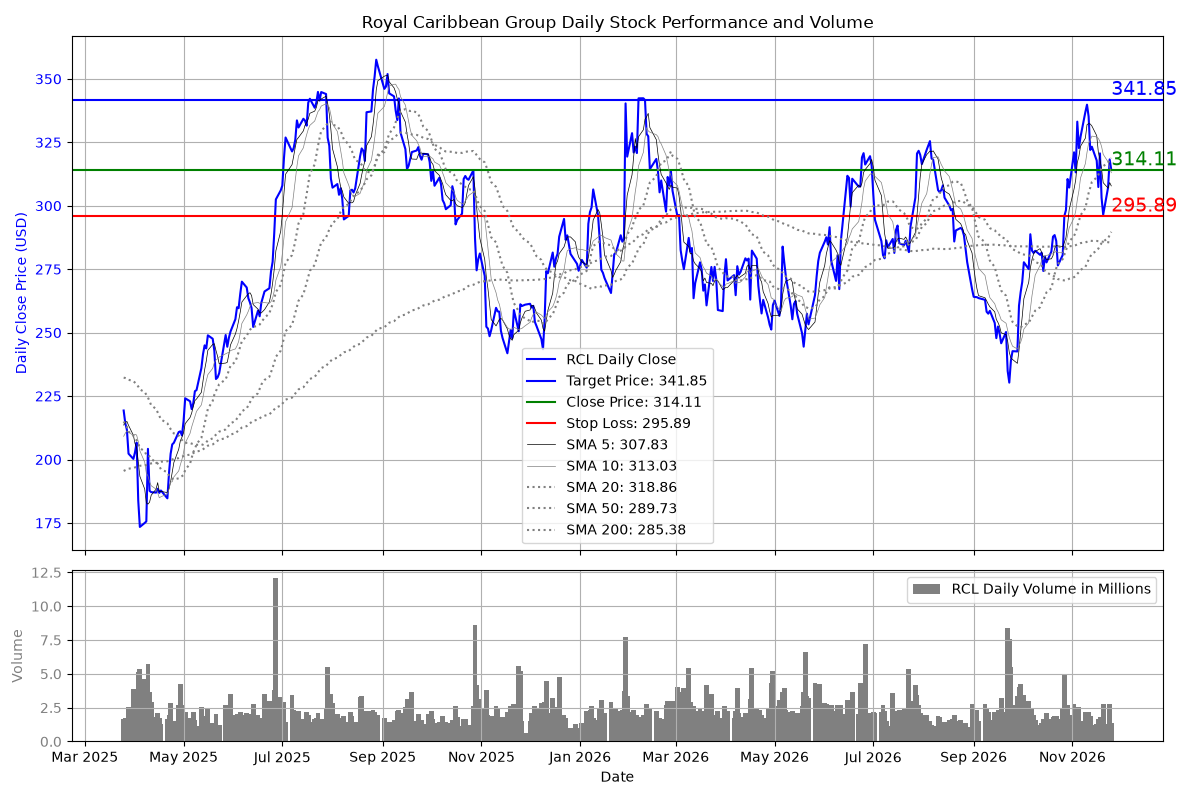 Royal Caribbean Group Daily Stock Performance and Volume
Daily Close Price (USD)
350
325
300
275
250
225
200
175
341.85
314.11
295.89
RCL Daily Close
Target Price: 341.85
Close Price: 314.11
Stop Loss: 295.89
SMA 5: 307.83
SMA 10: 313.03
SMA 20: 318.86
SMA 50: 289.73
SMA 200: 285.38
Volume
12.5
10.0
7.5
5.0
2.5
0.0
RCL Daily Volume in Millions
Mar 2025 May 2025 Jul 2025 Sep 2025 Nov 2025 Jan 2026 Mar 2026 May 2026 Jul 2026 Sep 2026 Nov 2026
Date